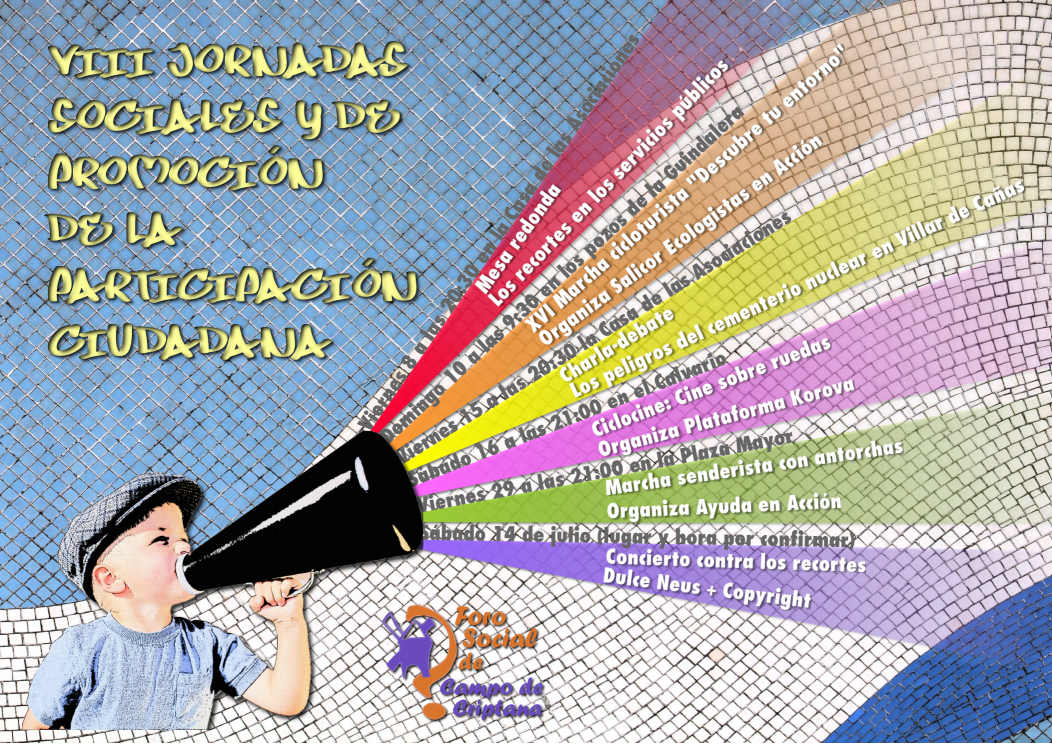 VIII JORNADAS
SOCIALES Y DE
PROMOCIÓN
DE LA
PARTICIPACIÓN
CIUDADANA
Viernes 8 a las 20:30 en la Casa de las Asociaciones
Mesa redonda
Los recortes en los servicios públicos
Domingo 10 a las 9:30 en los pozos de la Guindalera
XVI Marcha cicloturista "Descubre tu entorno"
Organiza Salicor Ecologistas en Acción
Viernes 15 a las 20:30 la Casa de las Asociaciones
Charla-debate
Los peligros del cementerio nuclear en Villar de Cañas
Sábado 16 a las 21:00 en el Calvario
Ciclocine: Cine sobre ruedas
Organiza Plataforma Korova
Viernes 29 a las 21:00 en la Plaza Mayor
Marcha senderista con antorchas
Organiza Ayuda en Acción
Sábado 14 de julio (lugar y hora por confirmar)
Concierto contra los recortes
Dulce Neus + Copyright
Foro
Social
de
Campo de
Criptana